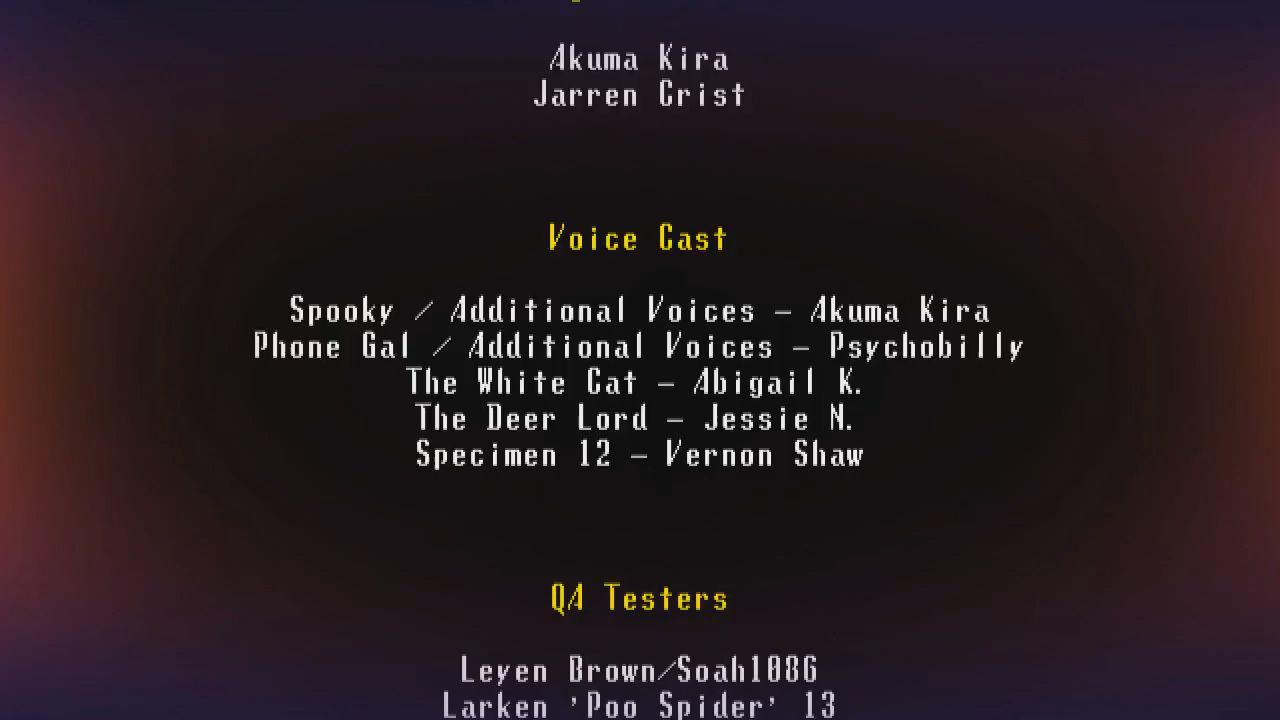 Akuma Kira
Jarren Crist
Voice Cast
Spooky / Additional Voices - Akuma Kira
Phone Gal / Additional Voices - Psychobilly
The White Cat - Abigail K.
The Deer Lord - Jessie N.
Specimen 12 - Vernon Shaw
QA Testers
Leyen Brown/Soah1086
Larken 'Poo Spider' 13